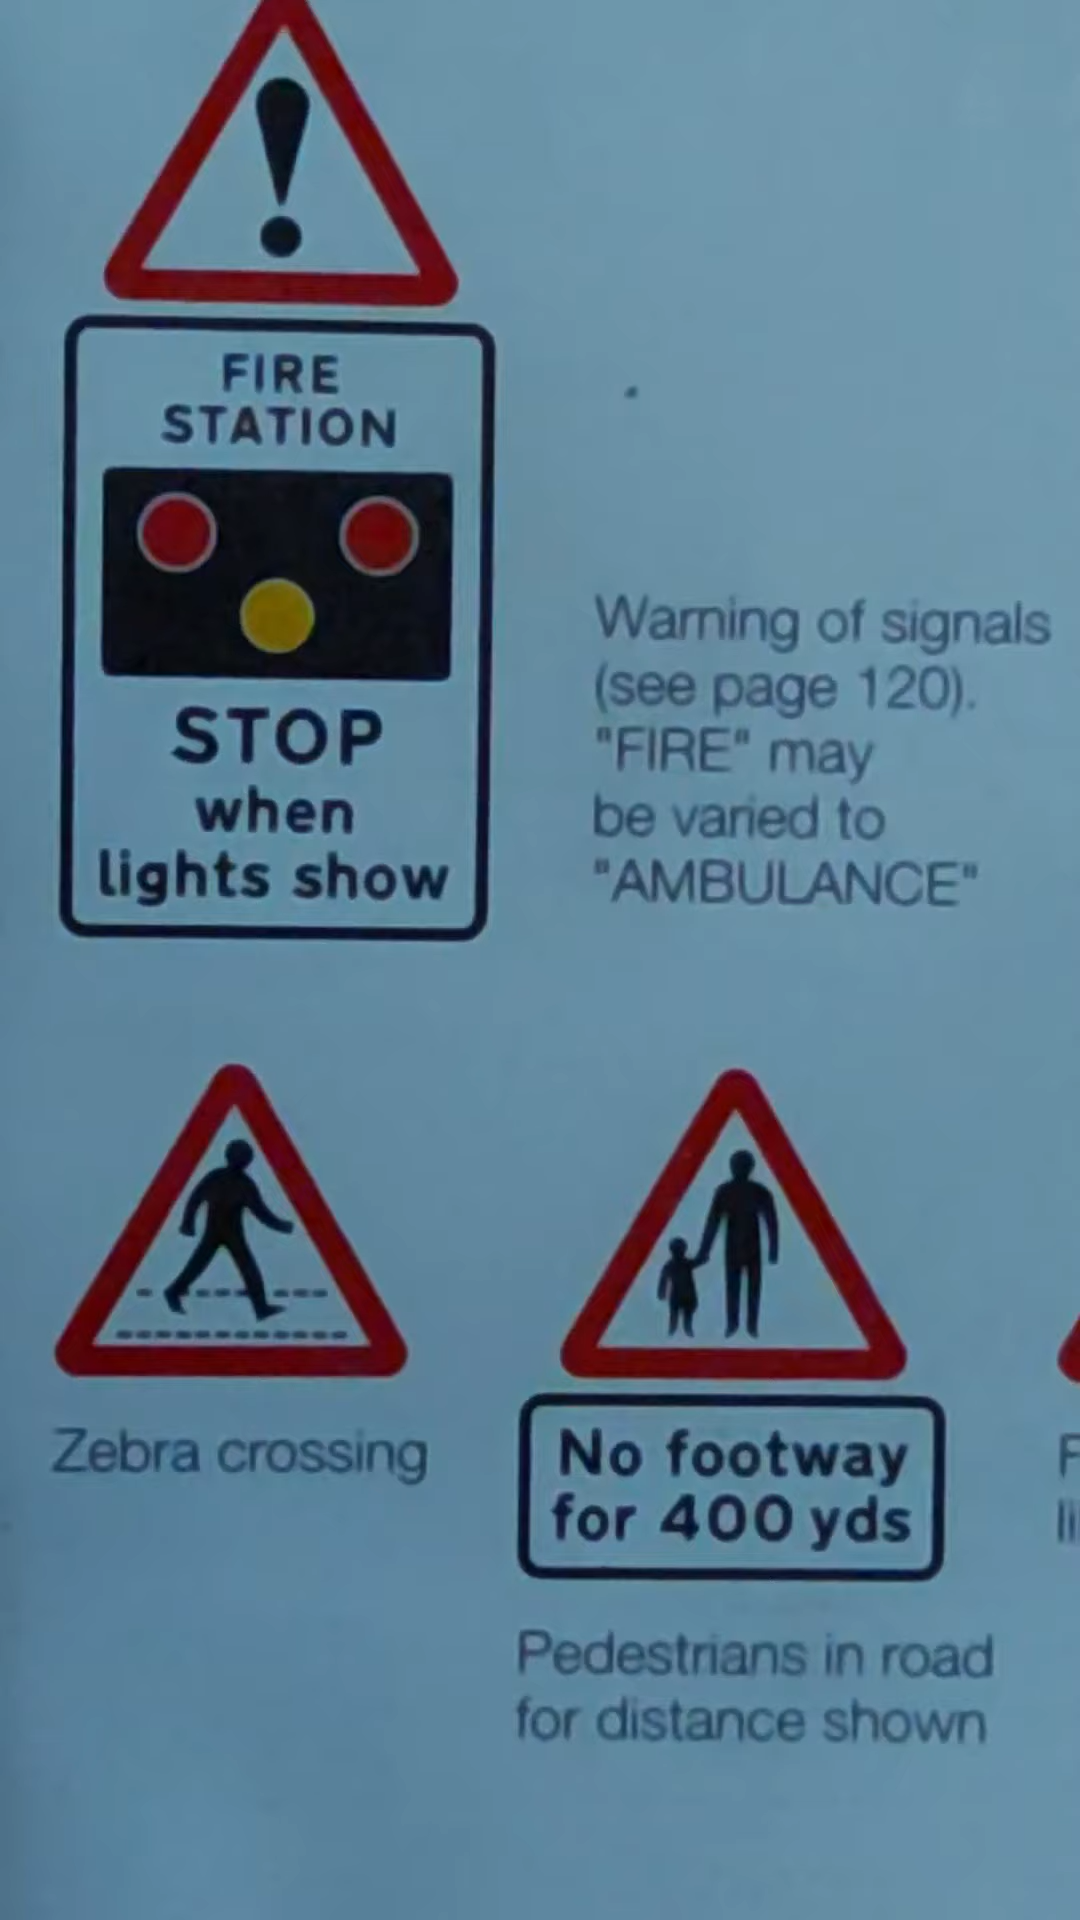 FIRE
STATION
STOP
when
lights show
Warning of signals
(see page 120).
"FIRE" may
be varied to
"AMBULANCE"
Zebra crossing
No footway
for 400 yds
Pedestrians in road
for distance shown